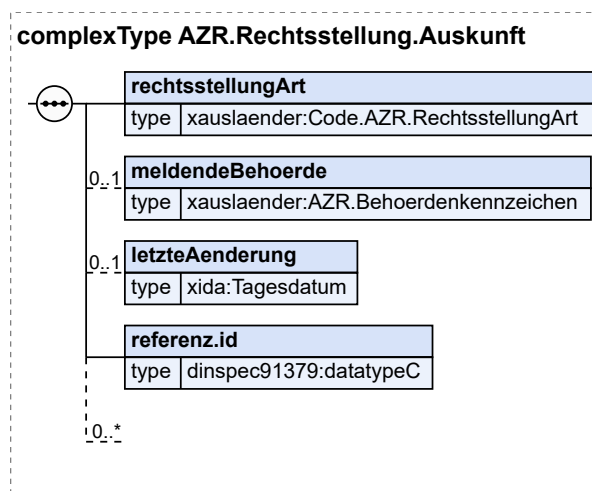 complexType AZR.Rechtsstellung.Auskunft
rechtsstellungArt
type xauslaender:Code.AZR.RechtsstellungArt
0..1 meldendeBehoerde
type xauslaender:AZR.Behoerdenkennzeichen
0..1 letzteAenderung
type xida:Tagesdatum
referenz.id
type dinspec91379:datatypeC
0..*